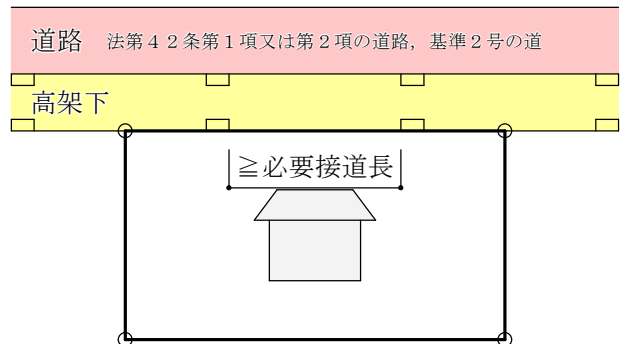 道路　法第４２条第１項又は第２項の道路，基準２号の道
高架下
≧必要接道長